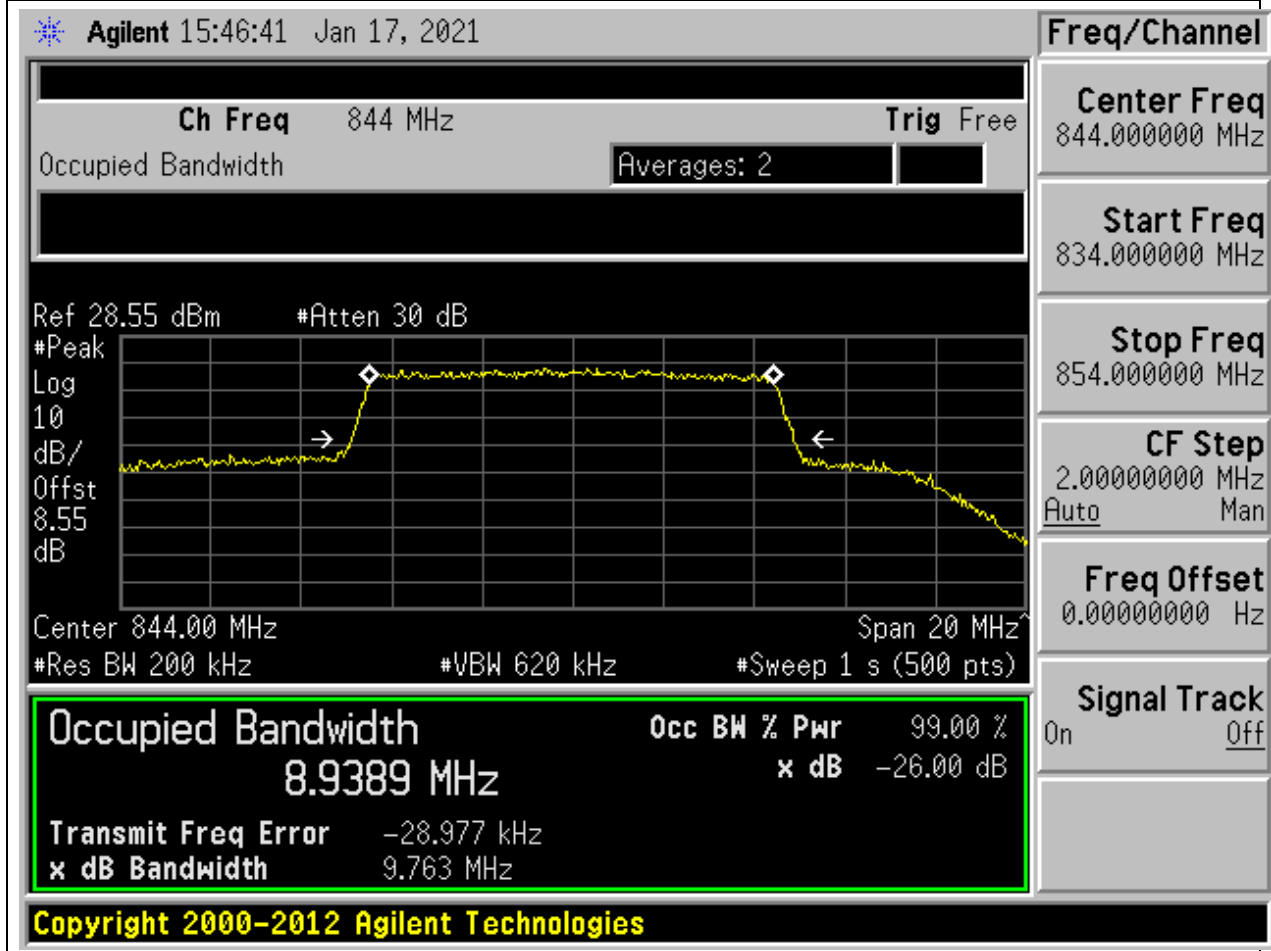 Agilent 15:46:41 Jan 17, 2021
Freq/Channel
Ch Freq 844 MHz Trig Free
Occupied Bandwidth Averages: 2
Center Freq
844.000000 MHz
Start Freq
834.000000 MHz
Stop Freq
854.000000 MHz
CF Step
2.00000000 MHz
Auto Man
Freq Offset
0.00000000 Hz
Signal Track
On Off
Ref 28.55 dBm #Atten 30 dB
#Peak
Log
10
dB/
Offst
8.55
dB
Center 844.00 MHz Span 20 MHz^
#Res BW 200 kHz #VBW 620 kHz #Sweep 1 s (500 pts)
Occupied Bandwidth Occ BW % Pwr 99.00 %
8.9389 MHz x dB -26.00 dB
Transmit Freq Error -28.977 kHz
x dB Bandwidth 9.763 MHz
Copyright 2000-2012 Agilent Technologies